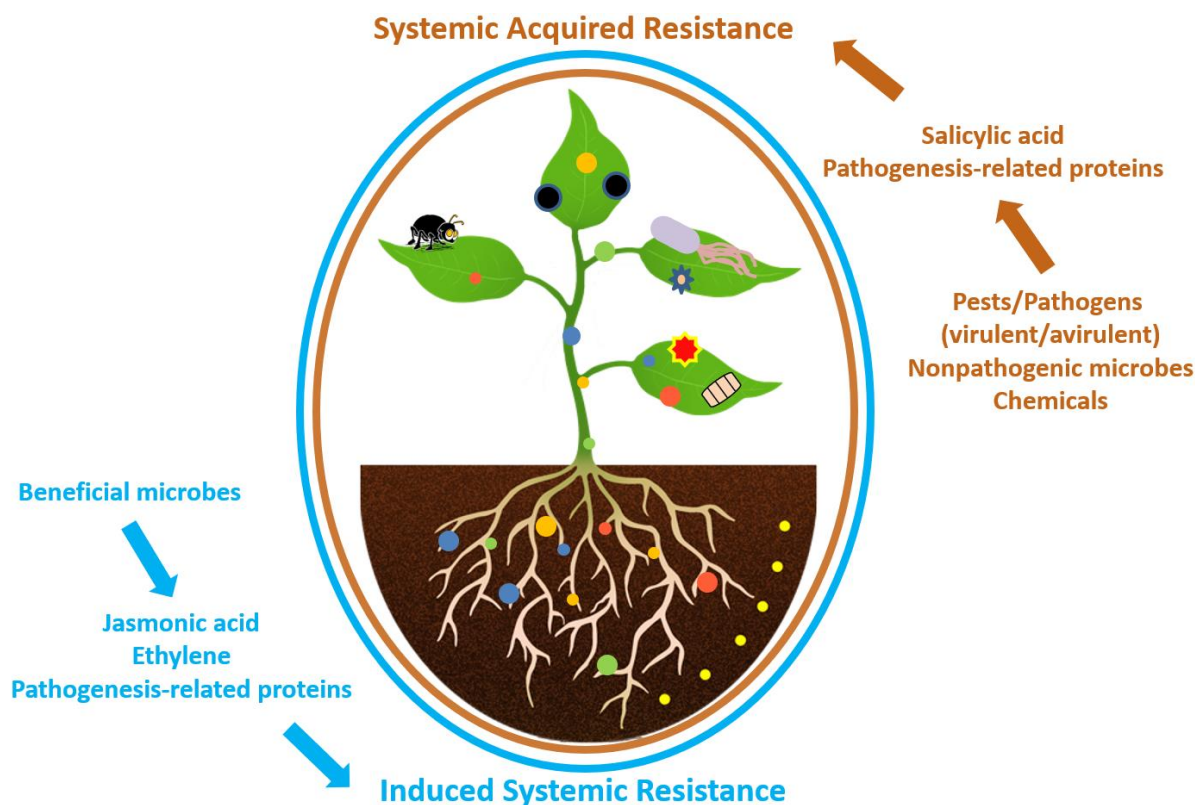 Systemic Acquired Resistance
Salicylic acid
Pathogenesis-related proteins
Pests/Pathogens
(virulent/avirulent)
Nonpathogenic microbes
Chemicals
Beneficial microbes
Jasmonic acid
Ethylene
Pathogenesis-related proteins
Induced Systemic Resistance